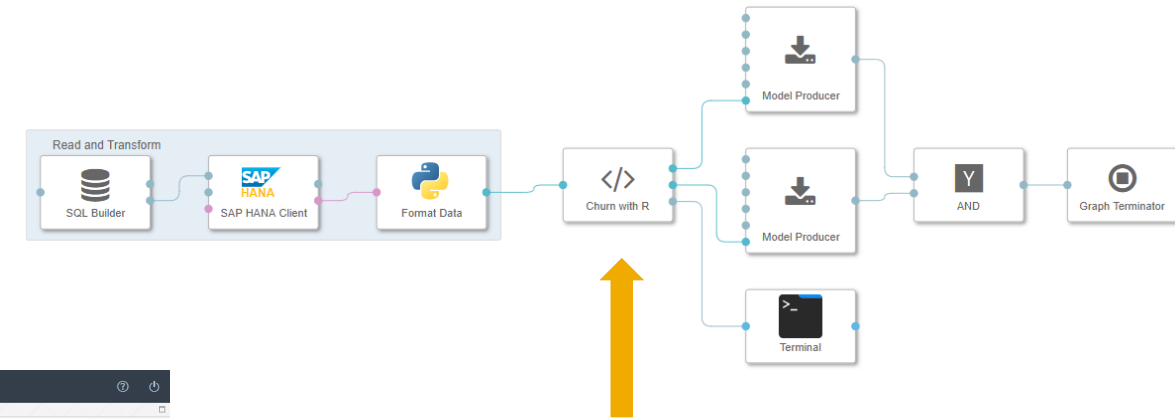 Model Producer
Read and Transform
SAP
HANA
SQL Builder
SAP HANA Client
Format Data
</>
Churn with R
Model Producer
Y
AND
Graph Terminator
>_
Terminal
?